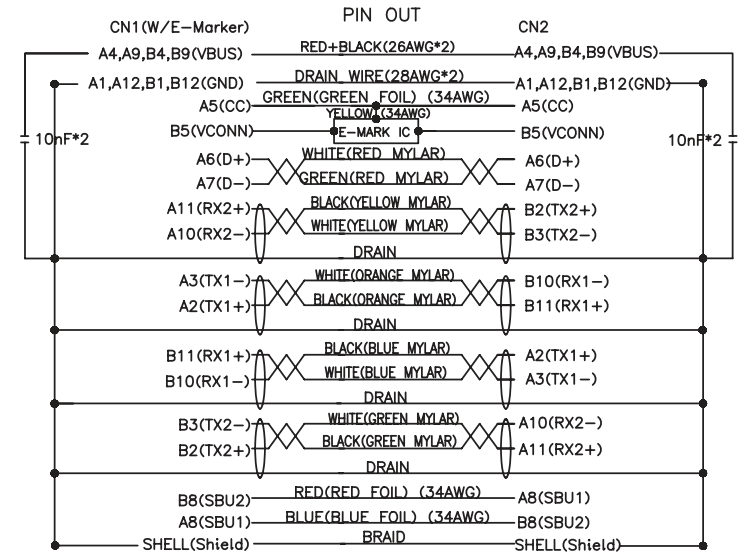 PIN OUT
CN1(W/E-Marker) CN2
A4,A9,B4,B9(VBUS) RED+BLACK(26AWG*2) A4,A9,B4,B9(VBUS)
A1,A12,B1,B12(GND) DRAIN WIRE(28AWG*2) A1,A12,B1,B12(GND)
A5(CC) GREEN(GREEN FOIL) (34AWG) A5(CC)
YELLOW (34AWG)
B5(VCONN) E-MARK IC B5(VCONN)
10nF*2 10nF*2
A6(D+) WHITE(RED MYLAR) A6(D+)
A7(D-) GREEN(RED MYLAR) A7(D-)
A11(RX2+) BLACK(YELLOW MYLAR) B2(TX2+)
A10(RX2-) WHITE(YELLOW MYLAR) B3(TX2-)
DRAIN
A3(TX1-) WHITE(ORANGE MYLAR) B10(RX1-)
A2(TX1+) BLACK(ORANGE MYLAR) B11(RX1+)
DRAIN
B11(RX1+) BLACK(BLUE MYLAR) A2(TX1+)
B10(RX1-) WHITE(BLUE MYLAR) A3(TX1-)
DRAIN
B3(TX2-) WHITE(GREEN MYLAR) A10(RX2-)
B2(TX2+) BLACK(GREEN MYLAR) A11(RX2+)
DRAIN
B8(SBU2) RED(RED FOIL) (34AWG) A8(SBU1)
A8(SBU1) BLUE(BLUE FOIL) (34AWG) B8(SBU2)
SHELL(Shield) BRAID SHELL(Shield)